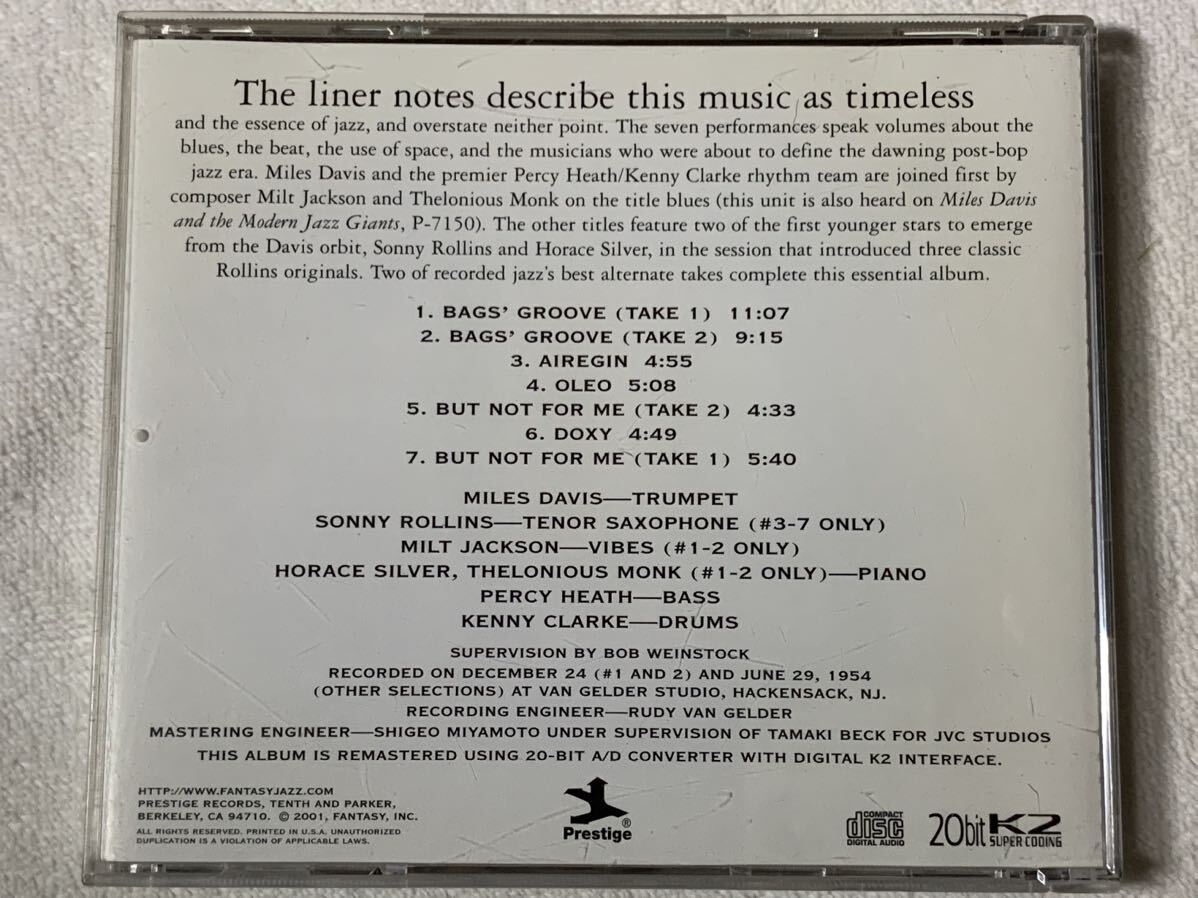 The liner notes describe this music as timeless
and the essence of jazz, and overstate neither point. The seven performances speak volumes about the
blues, the beat, the use of space, and the musicians who were about to define the dawning post-bop
jazz era. Miles Davis and the premier Percy Heath/Kenny Clarke rhythm team are joined first by
composer Milt Jackson and Thelonious Monk on the title blues (this unit is also heard on Miles Davis
and the Modern Jazz Giants, P-7150). The other titles feature two of the first younger stars to emerge
from the Davis orbit, Sonny Rollins and Horace Silver, in the session that introduced three classic
Rollins originals. Two of recorded jazz's best alternate takes complete this essential album.
1. BAGS' GROOVE (TAKE 1) 11:07
2. BAGS' GROOVE (TAKE 2) 9:15
3. AIREGIN 4:55
4. OLEO 5:08
5. BUT NOT FOR ME (TAKE 2) 4:33
6. DOXY 4:49
7. BUT NOT FOR ME (TAKE 1) 5:40
MILES DAVIS—TRUMPET
SONNY ROLLINS—TENOR SAXOPHONE (#3-7 ONLY)
MILT JACKSON—VIBES (#1-2 ONLY)
HORACE SILVER, THELONIOUS MONK (#1-2 ONLY)—PIANO
PERCY HEATH—BASS
KENNY CLARKE—DRUMS
SUPERVISION BY BOB WEINSTOCK
RECORDED ON DECEMBER 24 (#1 AND 2) AND JUNE 29, 1954
(OTHER SELECTIONS) AT VAN GELDER STUDIO, HACKENSACK, NJ.
RECORDING ENGINEER—RUDY VAN GELDER
MASTERING ENGINEER—SHIGEO MIYAMOTO UNDER SUPERVISION OF TAMAKI BECK FOR JVC STUDIOS
THIS ALBUM IS REMASTERED USING 20-BIT A/D CONVERTER WITH DIGITAL K2 INTERFACE.
HTTP://WWW.FANTASYJAZZ.COM
PRESTIGE RECORDS, TENTH AND PARKER,
BERKELEY, CA 94710. © 2001, FANTASY, INC.
ALL RIGHTS RESERVED. PRINTED IN U.S.A. UNAUTHORIZED
DUPLICATION IS A VIOLATION OF APPLICABLE LAWS.
Prestige®
COMPACT
disc
DIGITAL AUDIO
20bit K2
SUPER CODING